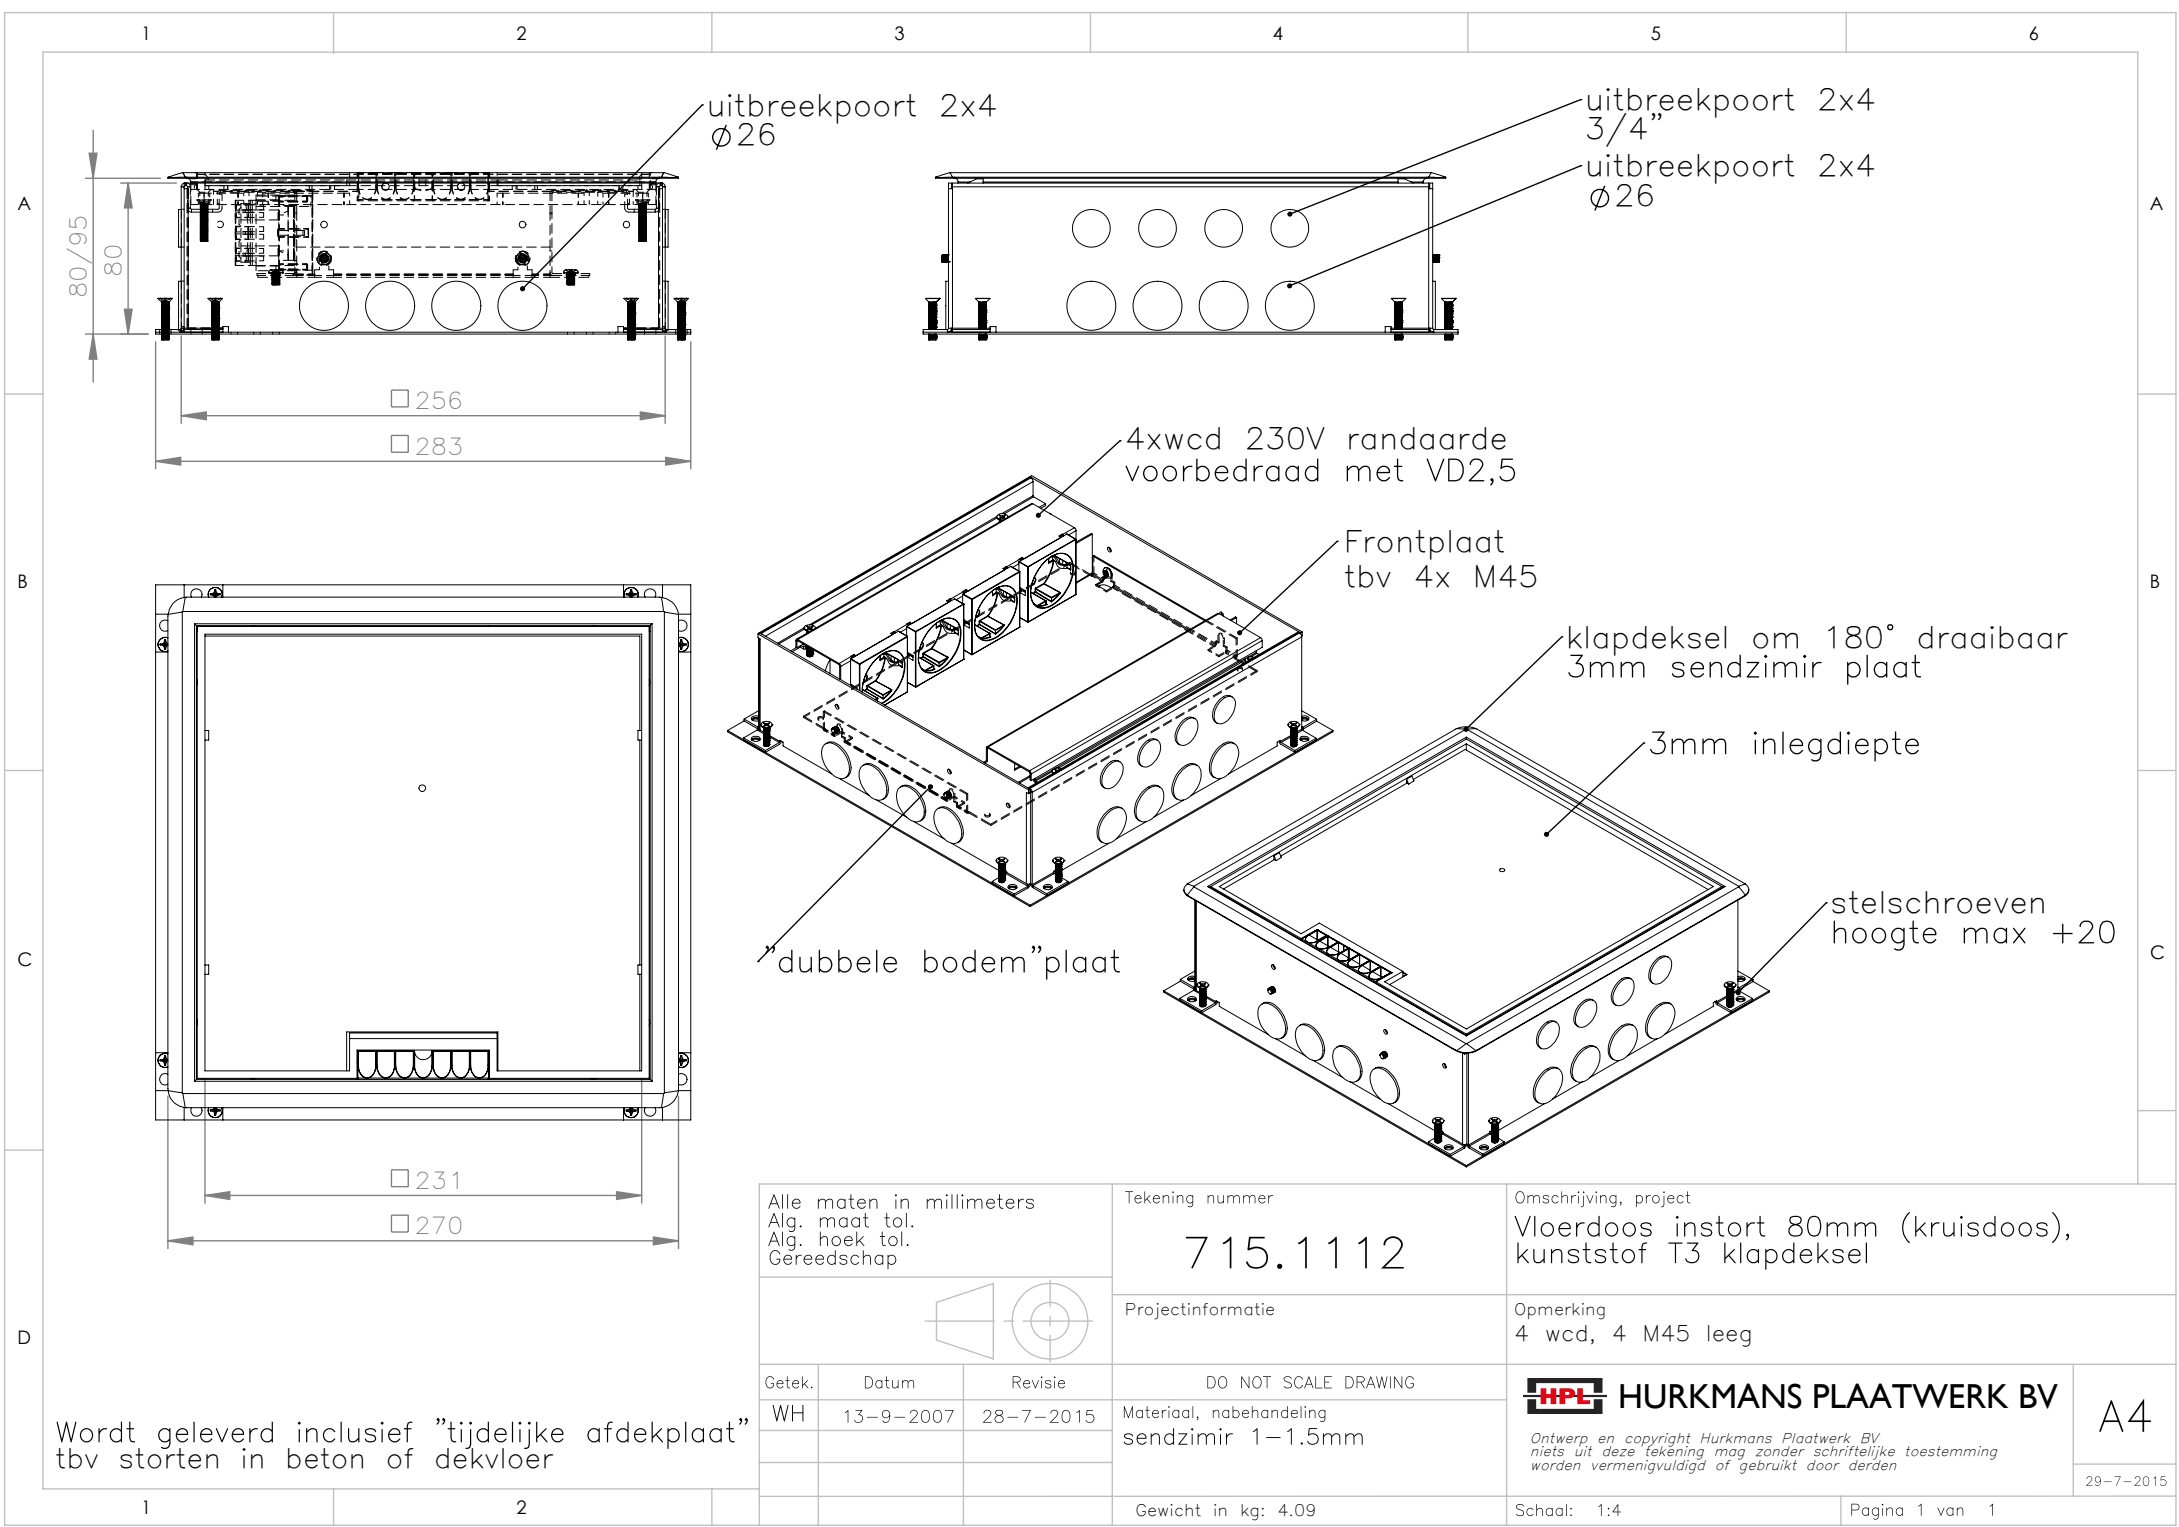 1 2 3 4 5 6
A A
B B
C C
D
uitbreekpoort 2x4
⌀26
80/95
80
□256
□283
uitbreekpoort 2x4
3/4"
uitbreekpoort 2x4
⌀26
4xwcd 230V randaarde
voorbedraad met VD2,5
Frontplaat
tbv 4x M45
klapdeksel om 180° draaibaar
3mm sendzimir plaat
3mm inlegdiepte
stelschroeven
hoogte max +20
"dubbele bodem"plaat
□231
□270
Wordt geleverd inclusief "tijdelijke afdekplaat"
tbv storten in beton of dekvloer
1 2
Alle maten in millimeters
Alg. maat tol.
Alg. hoek tol.
Gereedschap
Tekening nummer
715.1112
Omschrijving, project
Vloerdoos instort 80mm (kruisdoos),
kunststof T3 klapdeksel
Projectinformatie
Opmerking
4 wcd, 4 M45 leeg
Getek. Datum Revisie
WH 13-9-2007 28-7-2015
DO NOT SCALE DRAWING
Materiaal, nabehandeling
sendzimir 1-1.5mm
Gewicht in kg: 4.09
HPL HURKMANS PLAATWERK BV
Ontwerp en copyright Hurkmans Plaatwerk BV
niets uit deze tekening mag zonder schriftelijke toestemming
worden vermenigvuldigd of gebruikt door derden
A4
29-7-2015
Schaal: 1:4
Pagina 1 van 1